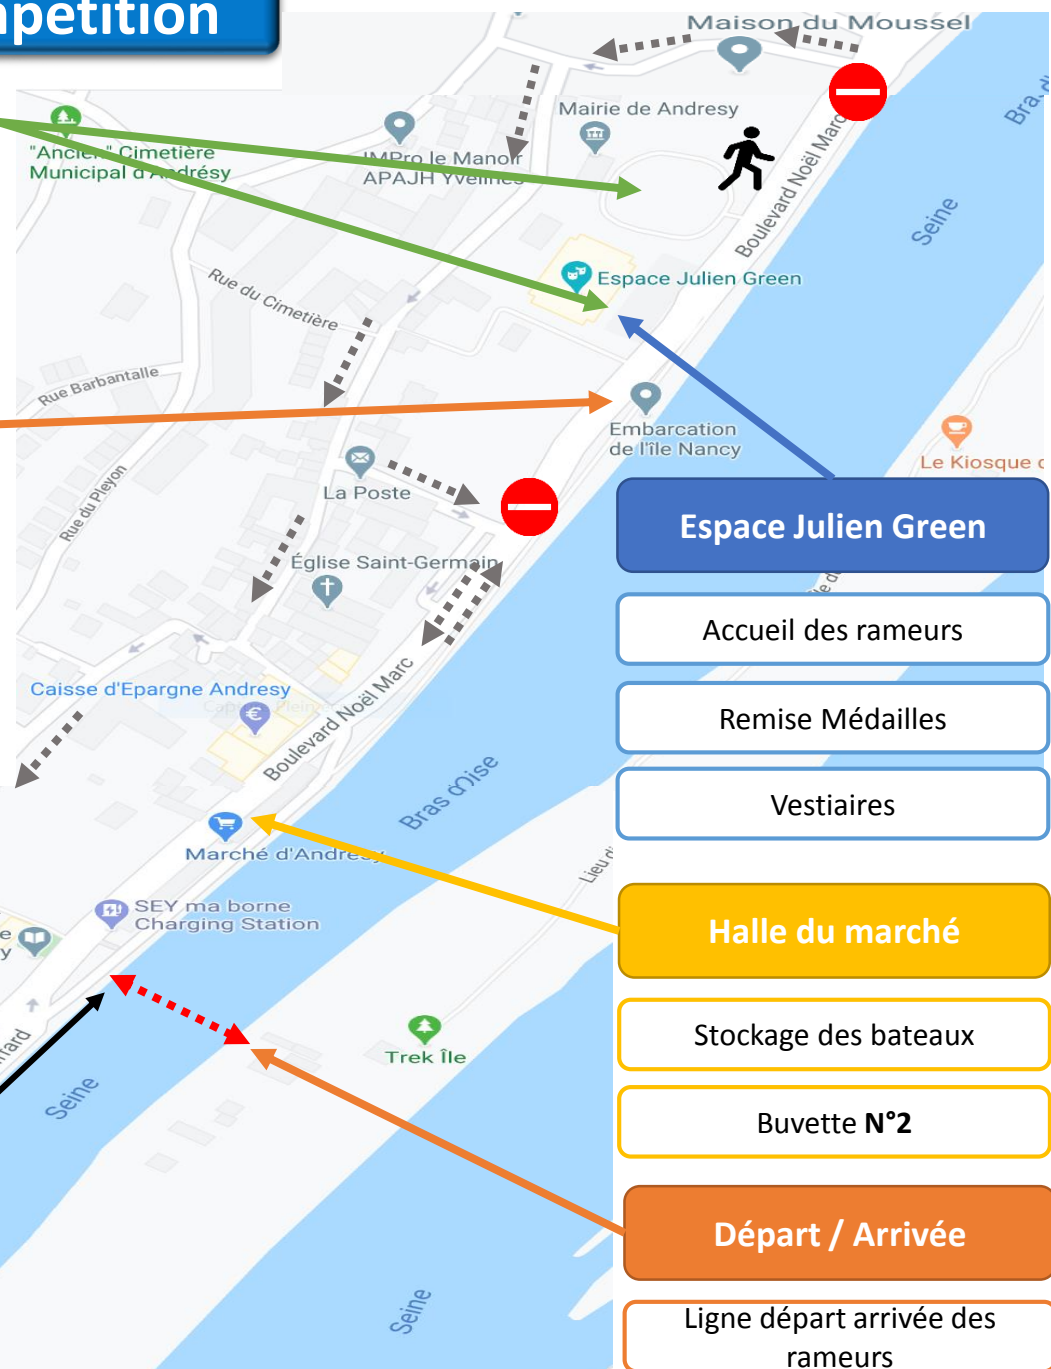 mpétition
Maison du Moussel
Mairie de Andresy
"Ancien" Cimetière
Municipal d'Andrésy
IMPro le Manoir
APAJH Yvelines
Boulevard Noël Marc
Seine
Espace Julien Green
Rue du Cimetière
Rue Barbantalle
Embarcation
de l'île Nancy
Le Kiosque
La Poste
Rue du Pleyon
Espace Julien Green
Église Saint-Germain
Accueil des rameurs
Caisse d'Epargne Andresy
Boulevard Noël Marc
Remise Médailles
Bras d'Oise
Vestiaires
Marché d'Andresy
Lieu
SEY ma borne
Charging Station
Halle du marché
Stockage des bateaux
Trek Île
Seine
Buvette N°2
Départ / Arrivée
Seine
Ligne départ arrivée des
rameurs